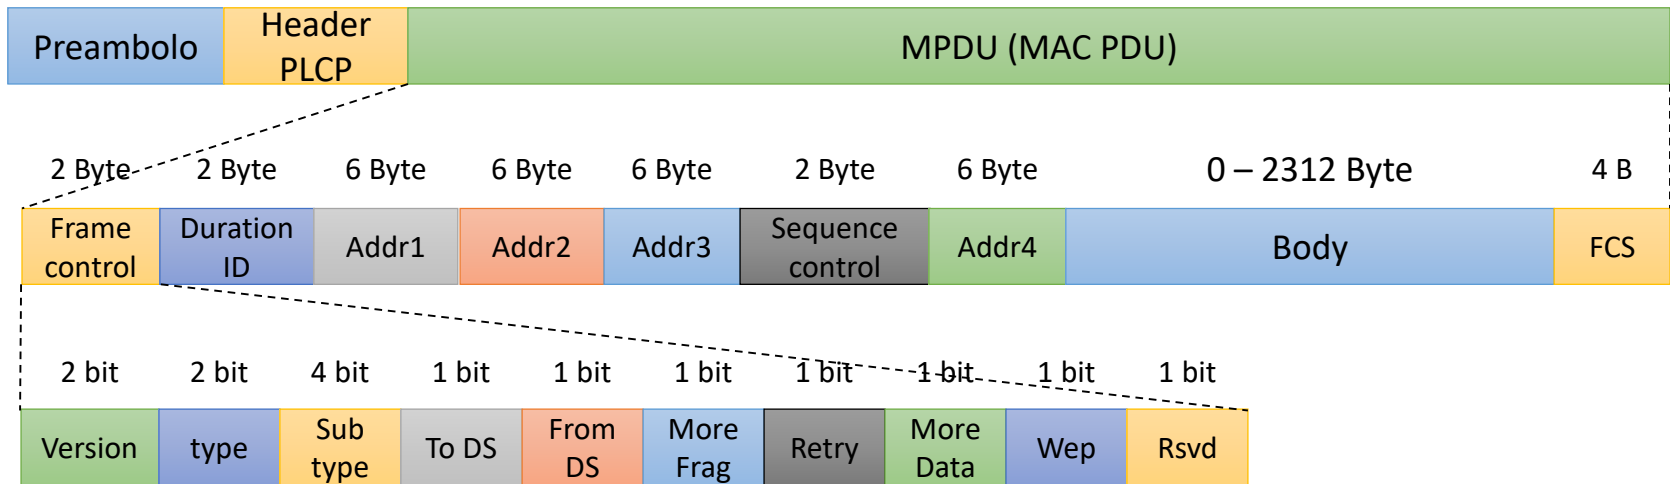 Preambolo
Header
PLCP
MPDU (MAC PDU)
2 Byte
2 Byte
6 Byte
6 Byte
6 Byte
2 Byte
6 Byte
0 – 2312 Byte
4 B
Frame
control
Duration
ID
Addr1
Addr2
Addr3
Sequence
control
Addr4
Body
FCS
2 bit
2 bit
4 bit
1 bit
1 bit
1 bit
1 bit
1 bit
1 bit
1 bit
Version
type
Sub
type
To DS
From
DS
More
Frag
Retry
More
Data
Wep
Rsvd